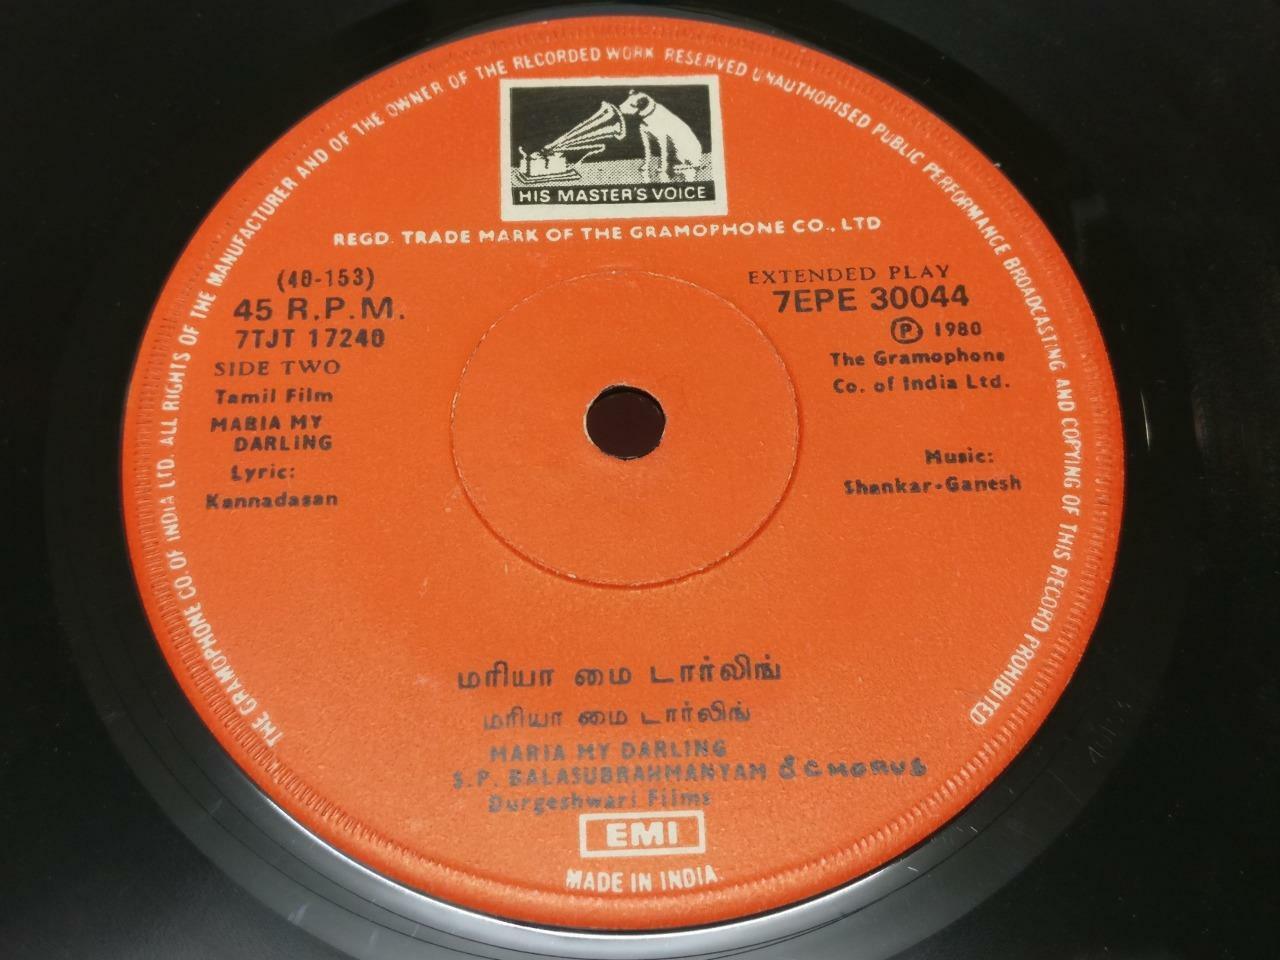 THE GRAMOPHONE CO. OF INDIA LTD. ALL RIGHTS OF THE MANUFACTURER AND OF THE OWNER OF THE RECORDED WORK RESERVED UNAUTHORISED PUBLIC PERFORMANCE BROADCASTING AND COPYING OF THIS RECORD PROHIBITED
HIS MASTER'S VOICE
REGD. TRADE MARK OF THE GRAMOPHONE CO., LTD
(48-153)
45 R.P.M.
7TJT 17240
SIDE TWO
Tamil Film
MARIA MY
DARLING
Lyric:
Kannadasan
EXTENDED PLAY
7EPE 30044
Ⓟ 1980
The Gramophone
Co. of India Ltd.
Music:
Shankar-Ganesh
மரியா மை டார்லிங்
மரியா மை டார்லிங்
MARIA MY DARLING
S.P. BALASUBRAHMANYAM & CHORUS
Durgeshwari Films
EMI
MADE IN INDIA